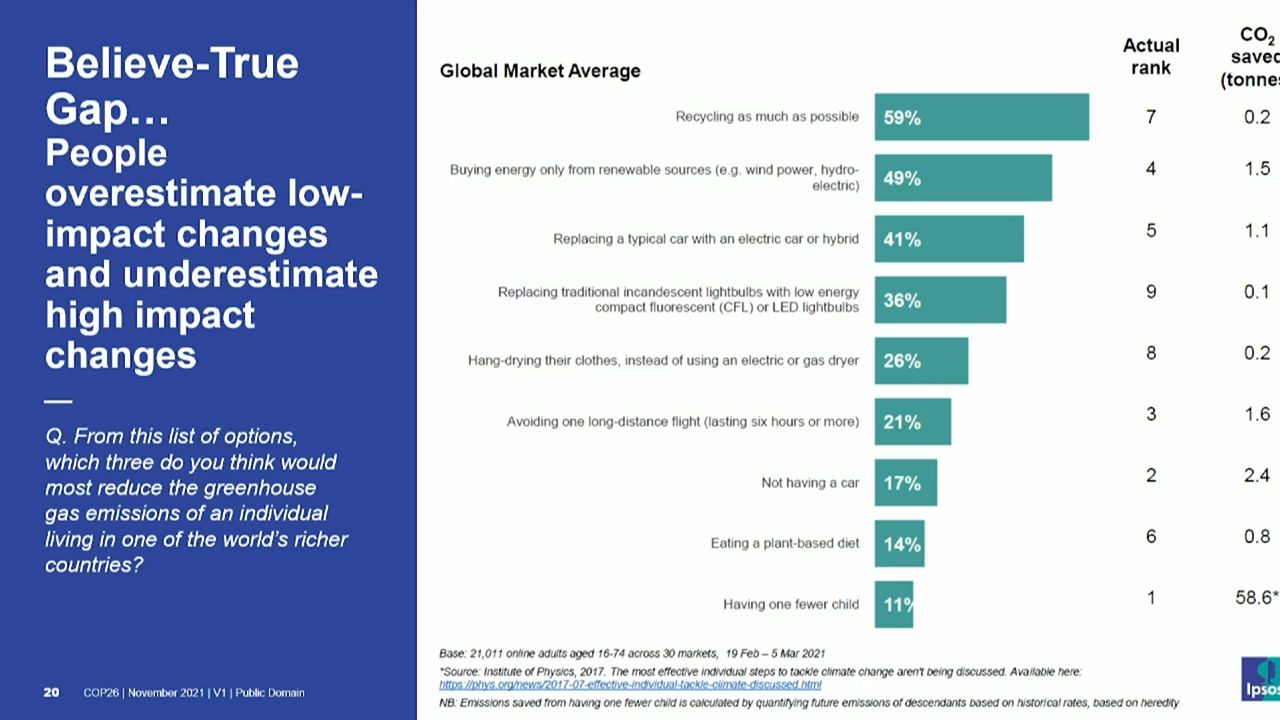 Believe-True
Gap…
People
overestimate low-
impact changes
and underestimate
high impact
changes
Q. From this list of options,
which three do you think would
most reduce the greenhouse
gas emissions of an individual
living in one of the world's richer
countries?
20 COP26 | November 2021 | V1 | Public Domain
Global Market Average
Actual
rank
CO2
saved
(tonnes
Recycling as much as possible 59% 7 0.2
Buying energy only from renewable sources (e.g. wind power, hydro-
electric) 49% 4 1.5
Replacing a typical car with an electric car or hybrid 41% 5 1.1
Replacing traditional incandescent lightbulbs with low energy
compact fluorescent (CFL) or LED lightbulbs 36% 9 0.1
Hang-drying their clothes, instead of using an electric or gas dryer 26% 8 0.2
Avoiding one long-distance flight (lasting six hours or more) 21% 3 1.6
Not having a car 17% 2 2.4
Eating a plant-based diet 14% 6 0.8
Having one fewer child 11% 1 58.6*
Base: 21,011 online adults aged 16-74 across 30 markets, 19 Feb – 5 Mar 2021
*Source: Institute of Physics, 2017. The most effective individual steps to tackle climate change aren't being discussed. Available here:
https://phys.org/news/2017-07-effective-individual-tackle-climate-discussed.html
NB: Emissions saved from having one fewer child is calculated by quantifying future emissions of descendants based on historical rates, based on heredity
Ipsos